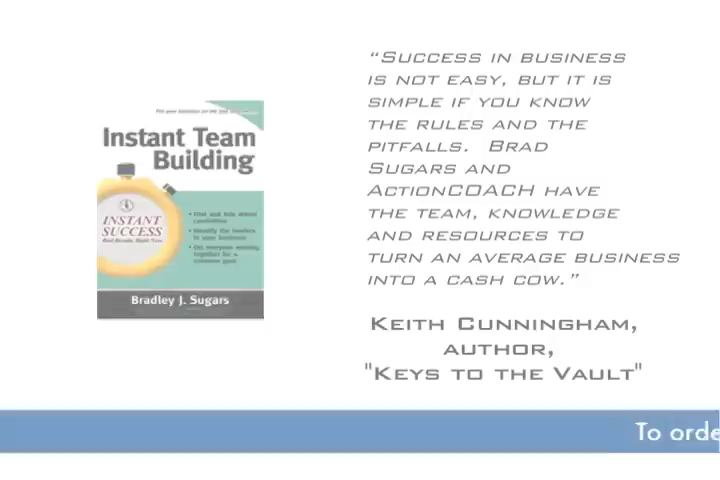 Instant Team
Building
INSTANT
SUCCESS
Bradley J. Sugars
“Success in business
is not easy, but it is
simple if you know
the rules and the
pitfalls. Brad
Sugars and
ActionCOACH have
the team, knowledge
and resources to
turn an average business
into a cash cow.”
Keith Cunningham,
author,
"Keys to the Vault"
To orde